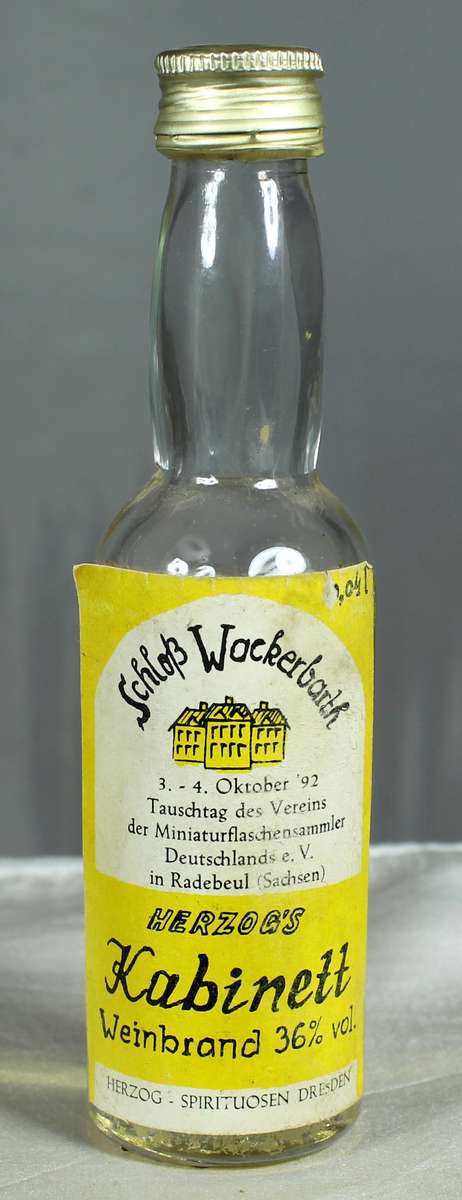 0,04 l
Schloß Wackerbarth
3. - 4. Oktober '92
Tauschtag des Vereins
der Miniaturflaschensammler
Deutschlands e. V.
in Radebeul (Sachsen)
HERZOG'S
Kabinett
Weinbrand 36% vol.
HERZOG - SPIRITUOSEN DRESDEN